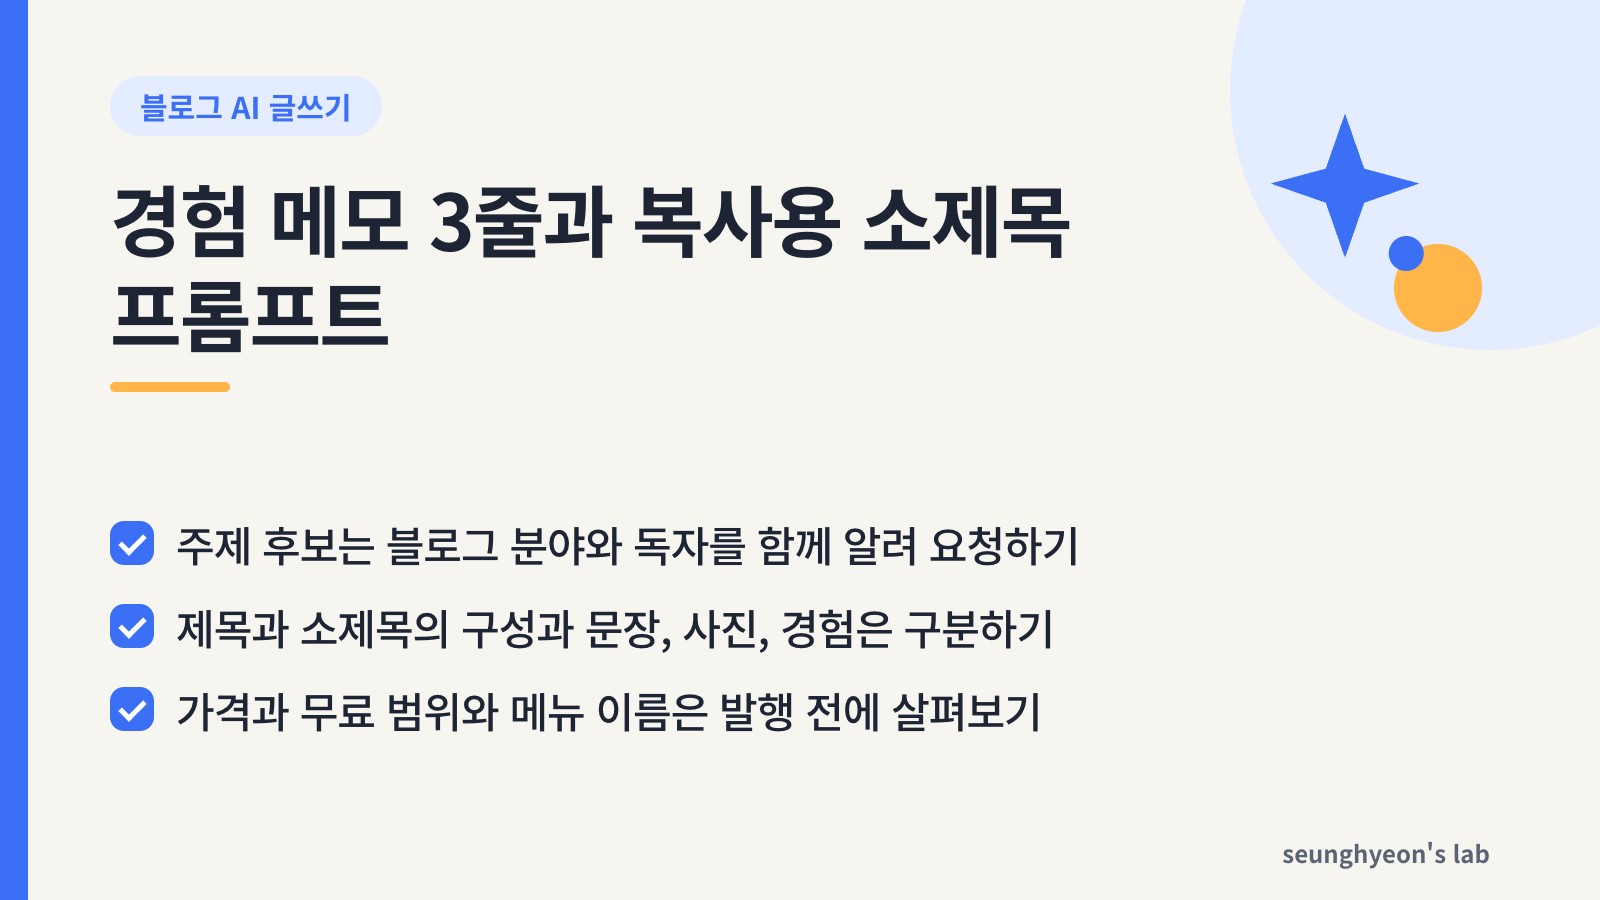 블로그 AI 글쓰기
경험 메모 3줄과 복사용 소제목
프롬프트
주제 후보는 블로그 분야와 독자를 함께 알려 요청하기
제목과 소제목의 구성과 문장, 사진, 경험은 구분하기
가격과 무료 범위와 메뉴 이름은 발행 전에 살펴보기
seunghyeon's lab